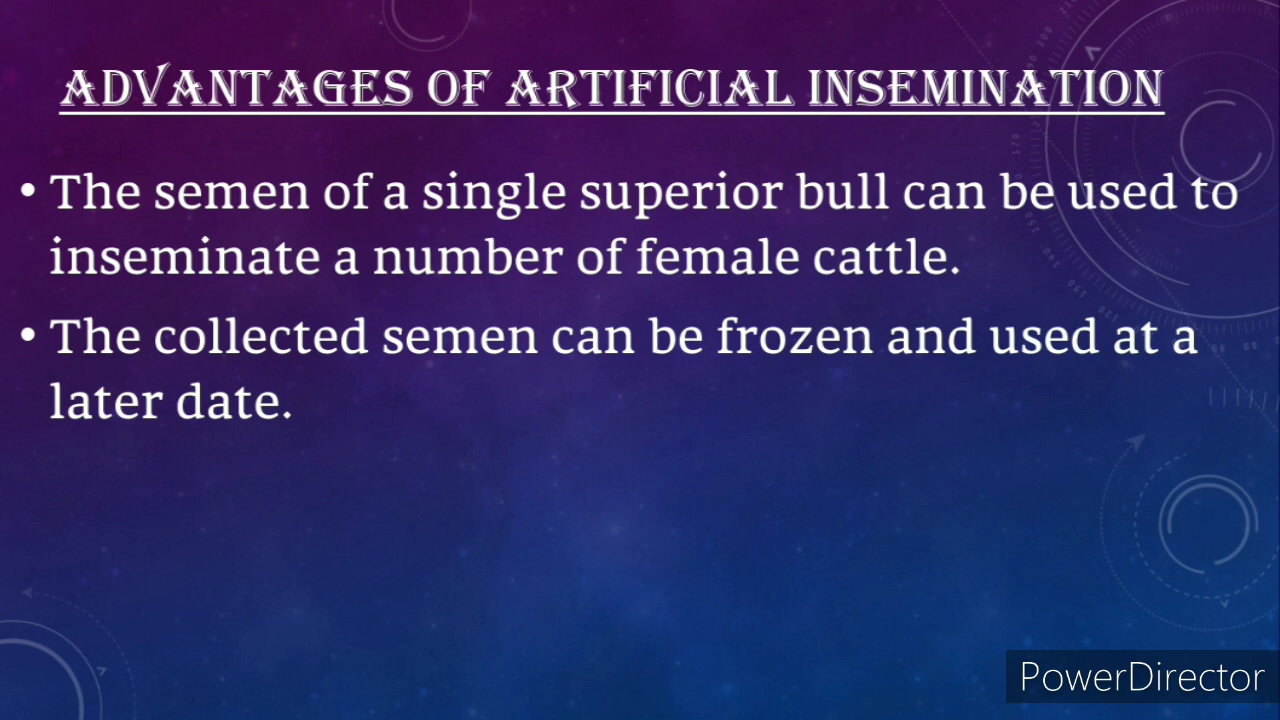 ADVANTAGES OF ARTIFICIAL INSEMINATION
• The semen of a single superior bull can be used to
inseminate a number of female cattle.
• The collected semen can be frozen and used at a
later date.
PowerDirector